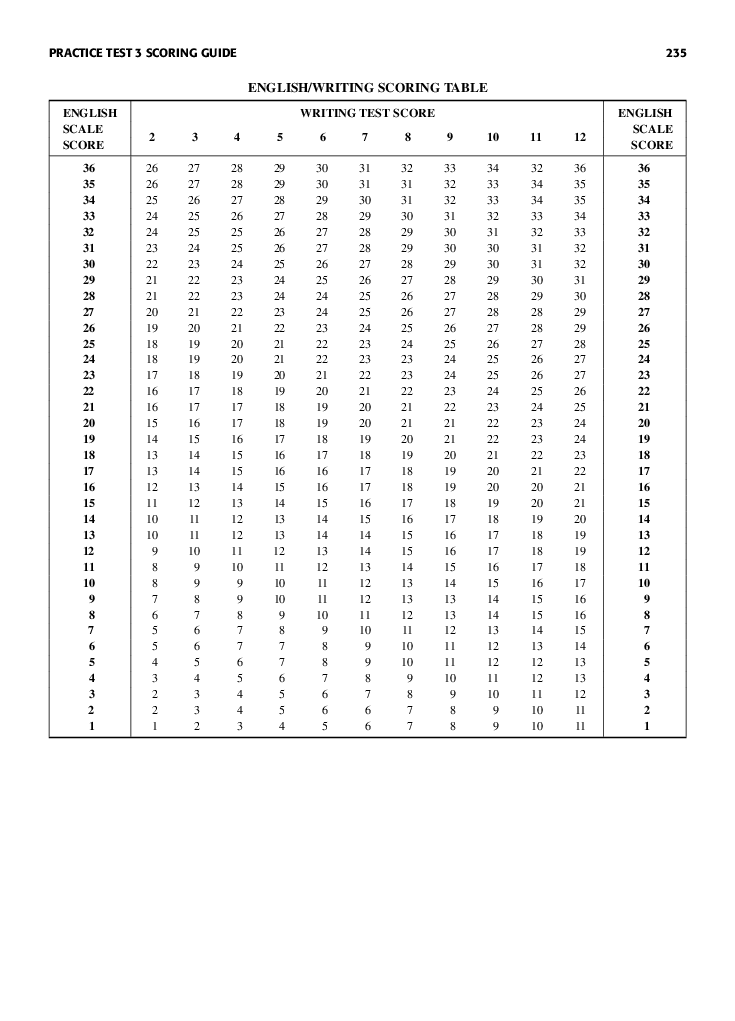 PRACTICE TEST 3 SCORING GUIDE 235
ENGLISH/WRITING SCORING TABLE
ENGLISH WRITING TEST SCORE ENGLISH
SCALE SCALE
SCORE 2 3 4 5 6 7 8 9 10 11 12 SCORE
36 26 27 28 29 30 31 32 33 34 32 36 36
35 26 27 28 29 30 31 31 32 33 34 35 35
34 25 26 27 28 29 30 31 32 33 34 35 34
33 24 25 26 27 28 29 30 31 32 33 34 33
32 24 25 25 26 27 28 29 30 31 32 33 32
31 23 24 25 26 27 28 29 30 30 31 32 31
30 22 23 24 25 26 27 28 29 30 31 32 30
29 21 22 23 24 25 26 27 28 29 30 31 29
28 21 22 23 24 24 25 26 27 28 29 30 28
27 20 21 22 23 24 25 26 27 28 28 29 27
26 19 20 21 22 23 24 25 26 27 28 29 26
25 18 19 20 21 22 23 24 25 26 27 28 25
24 18 19 20 21 22 23 23 24 25 26 27 24
23 17 18 19 20 21 22 23 24 25 26 27 23
22 16 17 18 19 20 21 22 23 24 25 26 22
21 16 17 17 18 19 20 21 22 23 24 25 21
20 15 16 17 18 19 20 21 21 22 23 24 20
19 14 15 16 17 18 19 20 21 22 23 24 19
18 13 14 15 16 17 18 19 20 21 22 23 18
17 13 14 15 16 16 17 18 19 20 21 22 17
16 12 13 14 15 16 17 18 19 20 20 21 16
15 11 12 13 14 15 16 17 18 19 20 21 15
14 10 11 12 13 14 15 16 17 18 19 20 14
13 10 11 12 13 14 14 15 16 17 18 19 13
12 9 10 11 12 13 14 15 16 17 18 19 12
11 8 9 10 11 12 13 14 15 16 17 18 11
10 8 9 9 10 11 12 13 14 15 16 17 10
9 7 8 9 10 11 12 13 13 14 15 16 9
8 6 7 8 9 10 11 12 13 14 15 16 8
7 5 6 7 8 9 10 11 12 13 14 15 7
6 5 6 7 7 8 9 10 11 12 13 14 6
5 4 5 6 7 8 9 10 11 12 12 13 5
4 3 4 5 6 7 8 9 10 11 12 13 4
3 2 3 4 5 6 7 8 9 10 11 12 3
2 2 3 4 5 6 6 7 8 9 10 11 2
1 1 2 3 4 5 6 7 8 9 10 11 1